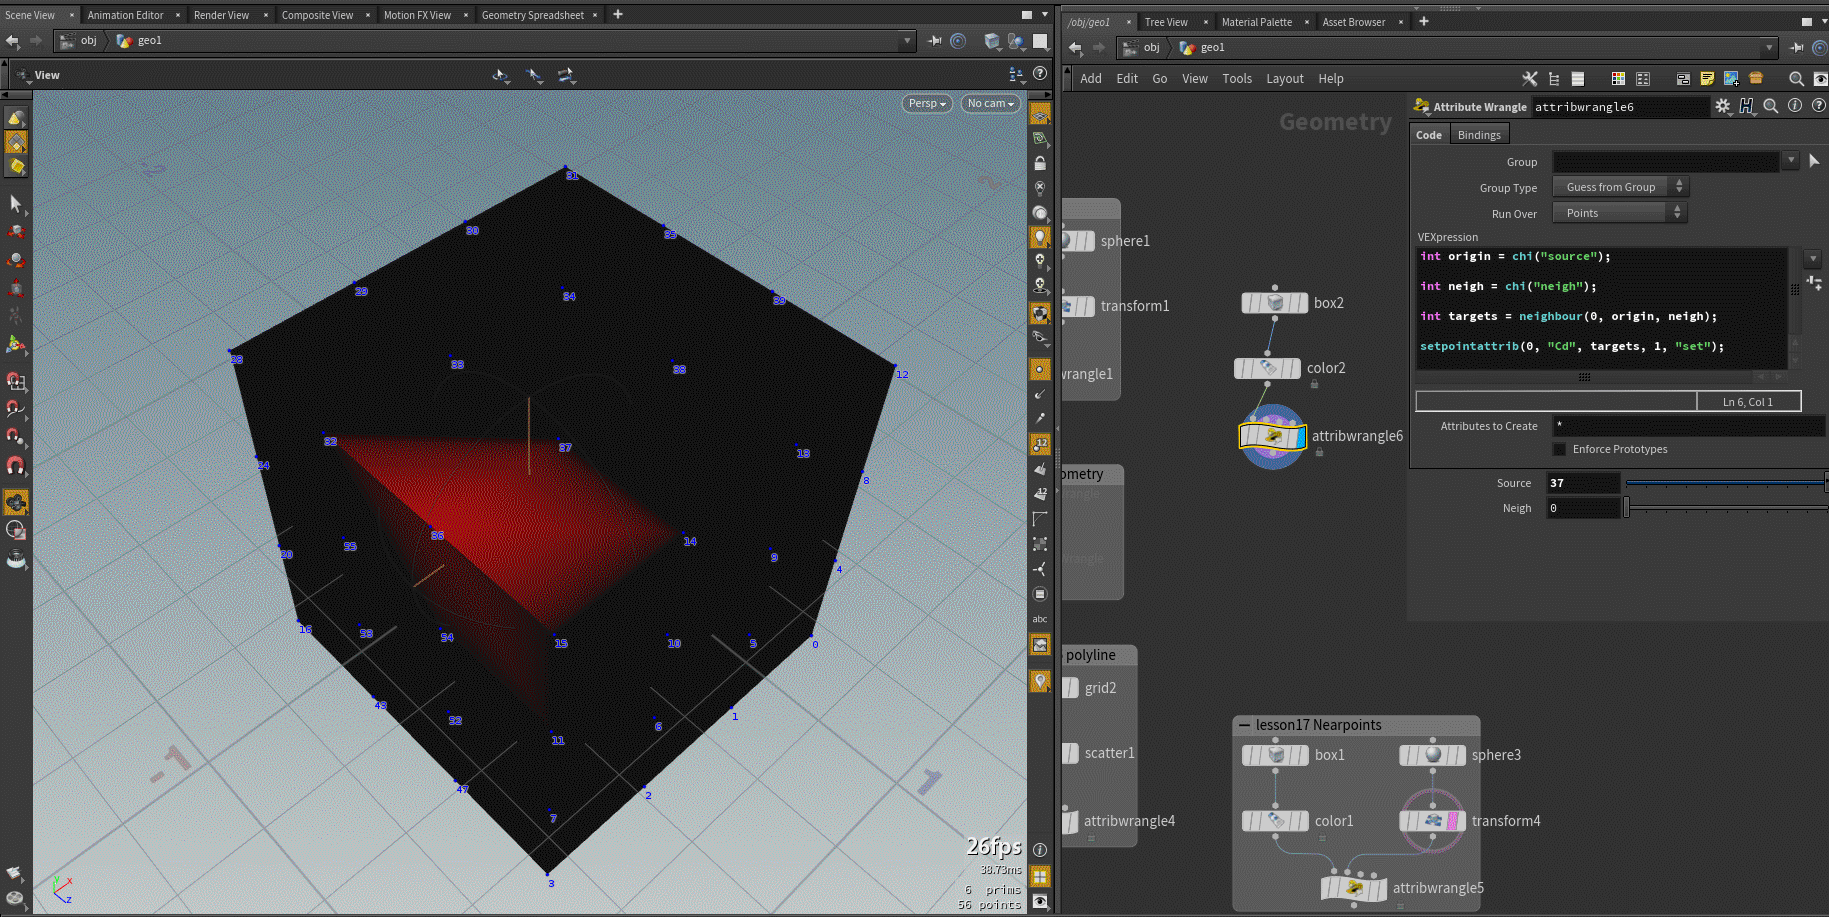 Scene View × Animation Editor × Render View × Composite View × Motion FX View × Geometry Spreadsheet × +
obj geo1
View
Persp
No cam
31
30
35
29
34
39
28
33
38
12
32
37
13
24
8
36
14
20
9
4
16
15
10
5
0
11
6
1
7
2
47
3
26fps
38.73ms
6 prims
56 points
12
12
abc
/obj/geo1 × Tree View × Material Palette × Asset Browser × +
obj geo1
Add Edit Go View Tools Layout Help
Geometry
sphere1
transform1
wrangle1
ometry
polyline
grid2
scatter1
attribwrangle4
box2
color2
attribwrangle6
lesson17 Nearpoints
box1
sphere3
color1
transform4
attribwrangle5
Attribute Wrangle attribwrangle6
Code Bindings
Group
Group Type Guess from Group
Run Over Points
VEXpression
int origin = chi("source");
int neigh = chi("neigh");
int targets = neighbour(0, origin, neigh);
setpointattrib(0, "Cd", targets, 1, "set");
Ln 6, Col 1
Attributes to Create *
Enforce Prototypes
Source 37
Neigh 0